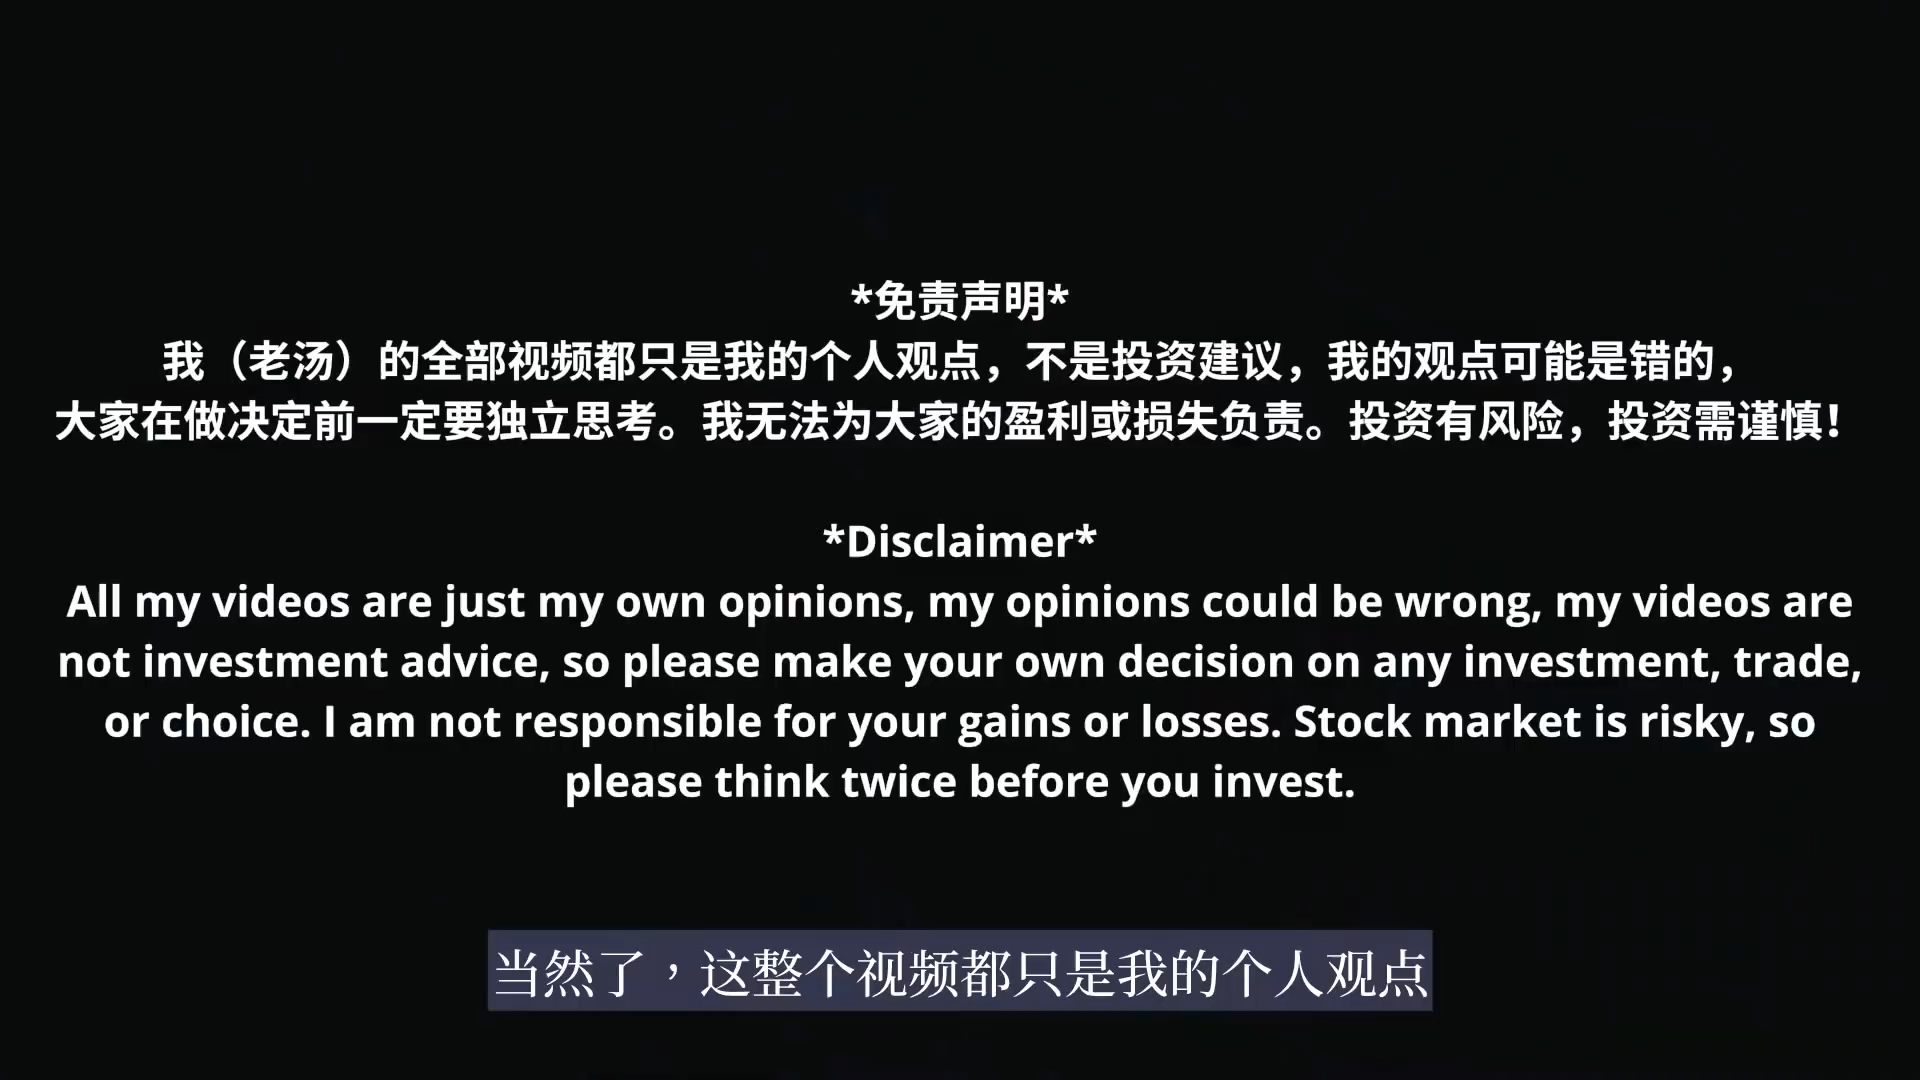 *免责声明*
我（老汤）的全部视频都只是我的个人观点，不是投资建议，我的观点可能是错的，
大家在做决定前一定要独立思考。我无法为大家的盈利或损失负责。投资有风险，投资需谨慎！
*Disclaimer*
All my videos are just my own opinions, my opinions could be wrong, my videos are
not investment advice, so please make your own decision on any investment, trade,
or choice. I am not responsible for your gains or losses. Stock market is risky, so
please think twice before you invest.
当然了，这整个视频都只是我的个人观点